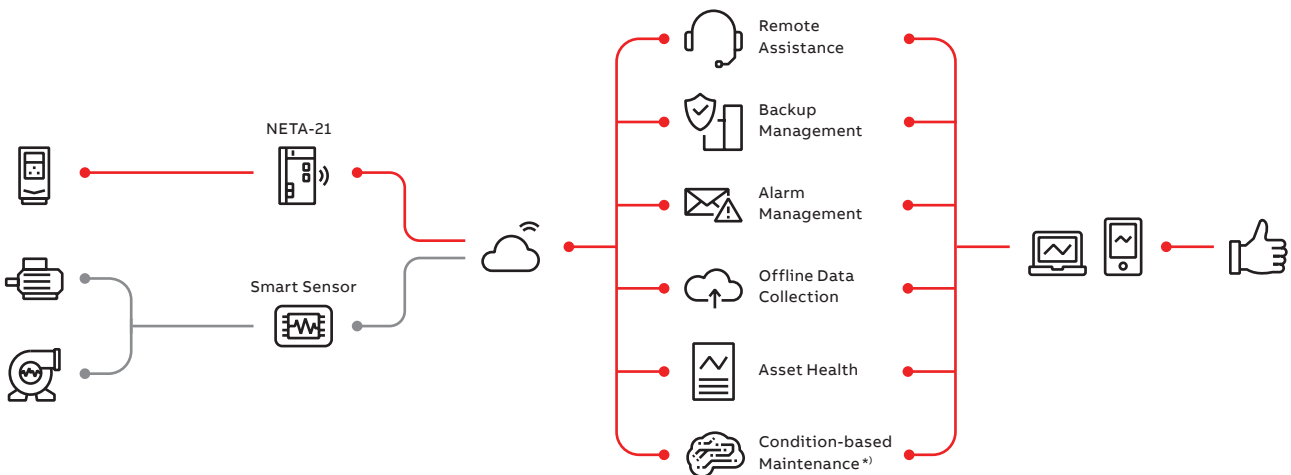 Remote
Assistance
Backup
Management
NETA-21
Alarm
Management
Smart Sensor
Offline Data
Collection
Asset Health
Condition-based
Maintenance *)